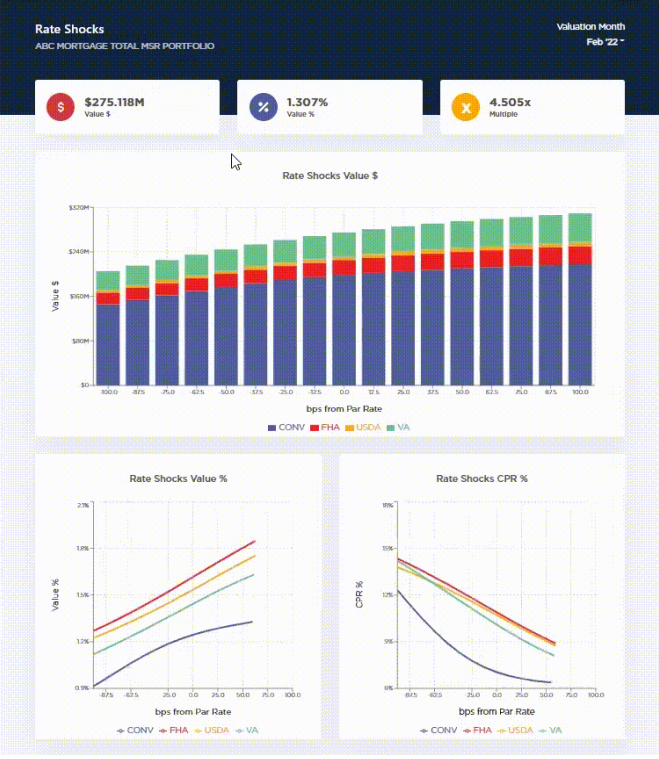 Rate Shocks
Valuation Month
ABC MORTGAGE TOTAL MSR PORTFOLIO
Feb '22
$275.118M
Value $
1.307%
Value %
4.505x
Multiple
Rate Shocks Value $
$320M
$240M
$160M
$80M
$0
Value $
-100.0 -87.5 -75.0 -62.5 -50.0 -37.5 -25.0 -12.5 0.0 12.5 25.0 37.5 50.0 62.5 75.0 87.5 100.0
bps from Par Rate
CONV FHA USDA VA
Rate Shocks Value %
2.1%
1.8%
1.5%
1.2%
0.9%
Value %
-87.5 -62.5 -25.0 0.0 25.0 50.0 100.0
bps from Par Rate
CONV FHA USDA VA
Rate Shocks CPR %
18%
15%
12%
9%
6%
CPR %
-87.5 -62.5 -25.0 0.0 25.0 50.0 100.0
bps from Par Rate
CONV FHA USDA VA